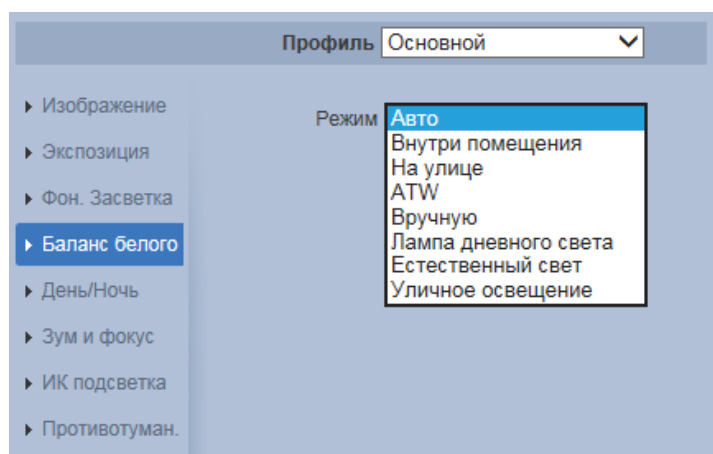 Профиль Основной
Изображение
Экспозиция
Фон. Засветка
Баланс белого
День/Ночь
Зум и фокус
ИК подсветка
Противотуман.
Режим Авто
Внутри помещения
На улице
ATW
Вручную
Лампа дневного света
Естественный свет
Уличное освещение